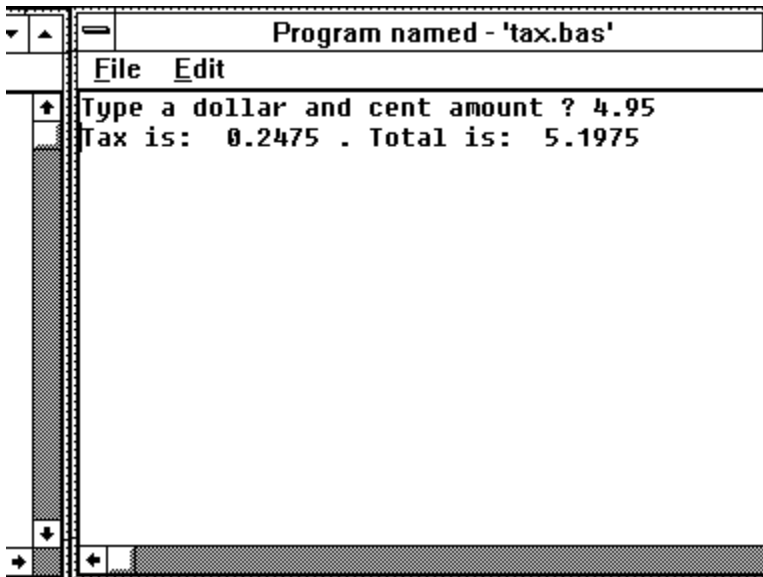 Program named - 'tax.bas'
File Edit
Type a dollar and cent amount ? 4.95
Tax is:  0.2475 . Total is:  5.1975